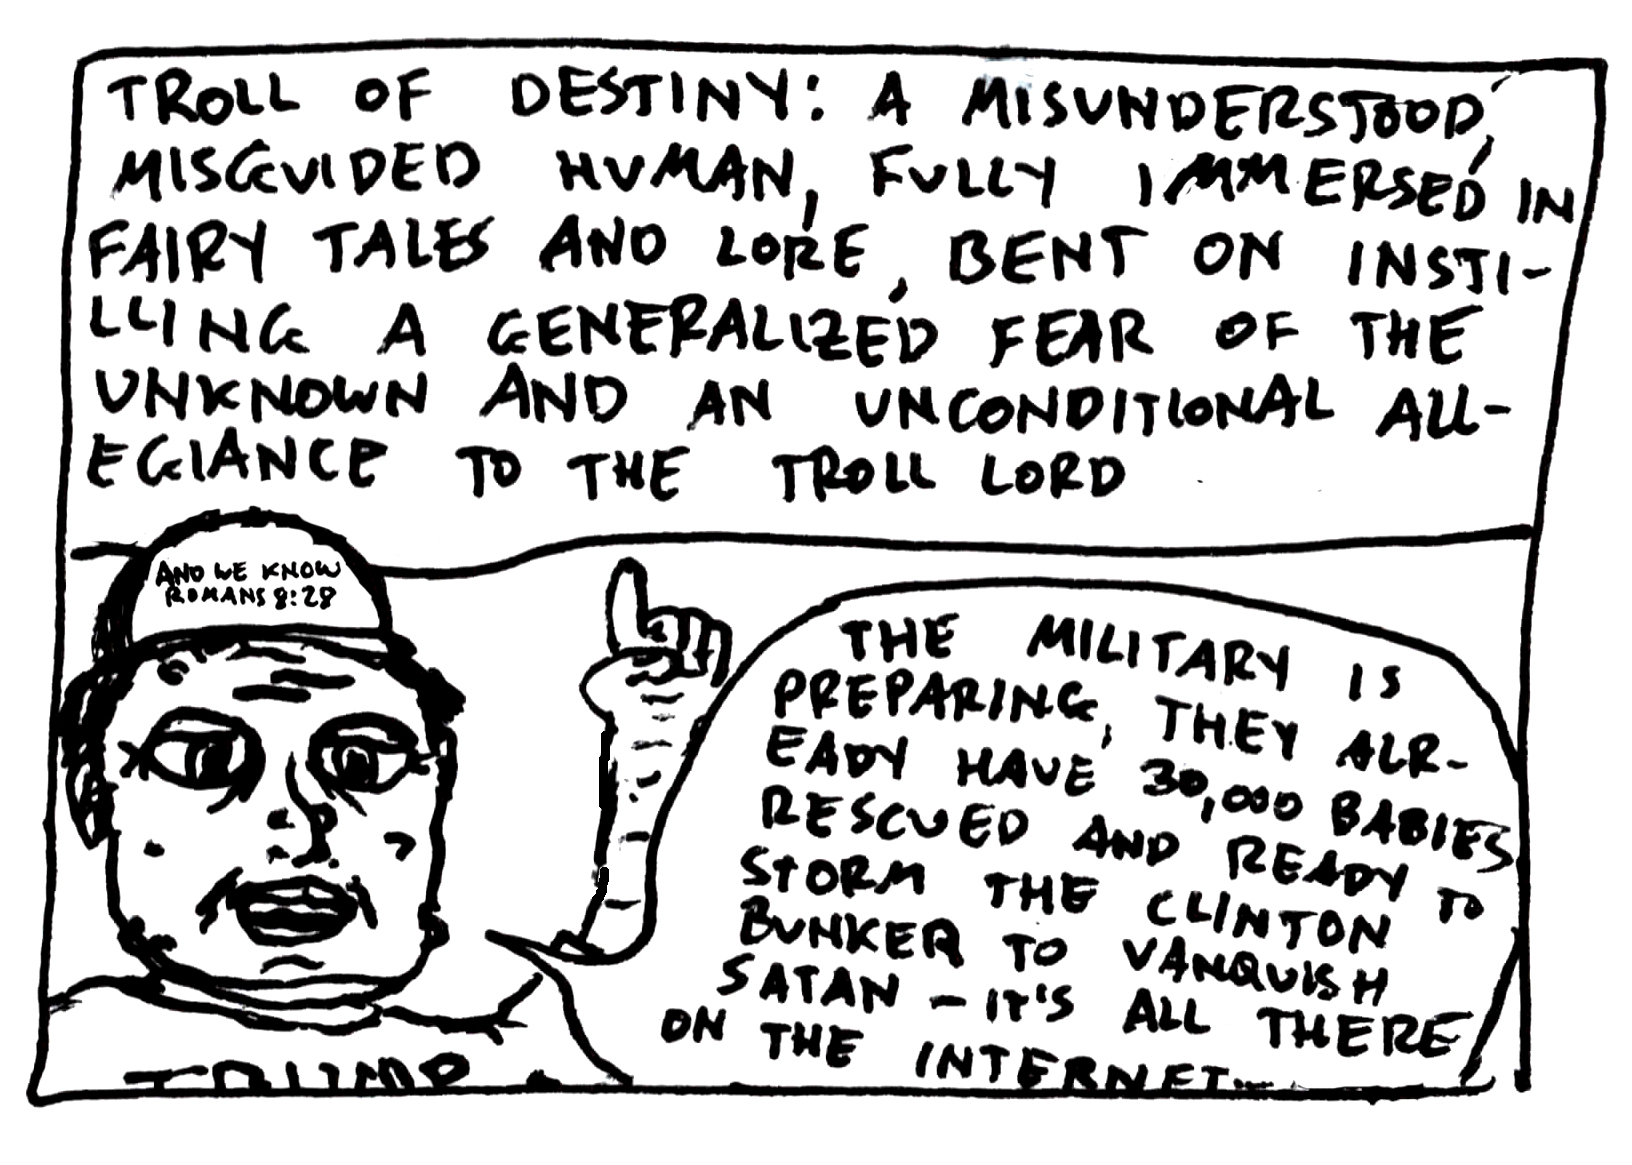 TROLL OF DESTINY: A MISUNDERSTOOD,
MISGUIDED HUMAN, FULLY IMMERSED IN
FAIRY TALES AND LORE, BENT ON INSTI-
LLING A GENERALIZED FEAR OF THE
UNKNOWN AND AN UNCONDITIONAL ALL-
EGIANCE TO THE TROLL LORD
AND WE KNOW
ROMANS 8:28
THE MILITARY IS
PREPARING, THEY ALR-
EADY HAVE 30,000 BABIES
RESCUED AND READY TO
STORM THE CLINTON
BUNKER TO VANQUISH
SATAN - IT'S ALL THERE
ON THE INTERNET...
TRUMP